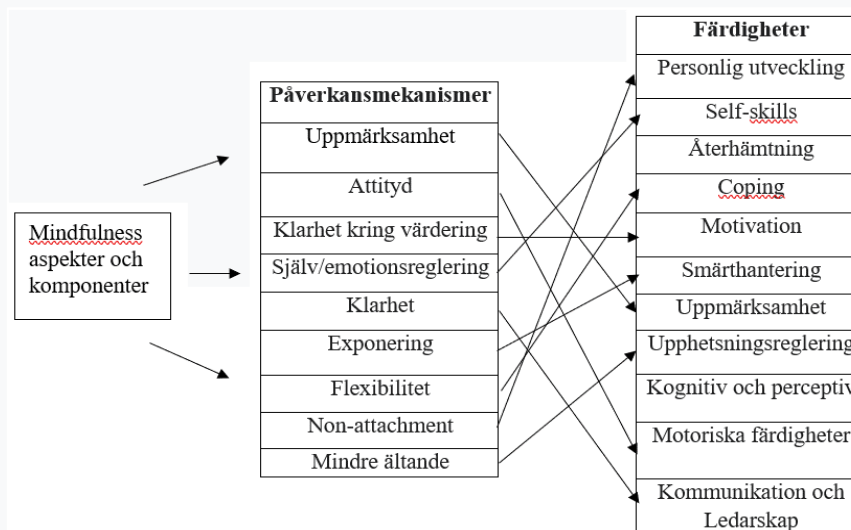 Mindfulness
aspekter och
komponenter
Påverkansmekanismer
Uppmärksamhet
Attityd
Klarhet kring värdering
Själv/emotionsreglering
Klarhet
Exponering
Flexibilitet
Non-attachment
Mindre ältande
Färdigheter
Personlig utveckling
Self-skills
Återhämtning
Coping
Motivation
Smärthantering
Uppmärksamhet
Upphetsningsreglering
Kognitiv och perceptiv
Motoriska färdigheter
Kommunikation och
Ledarskap